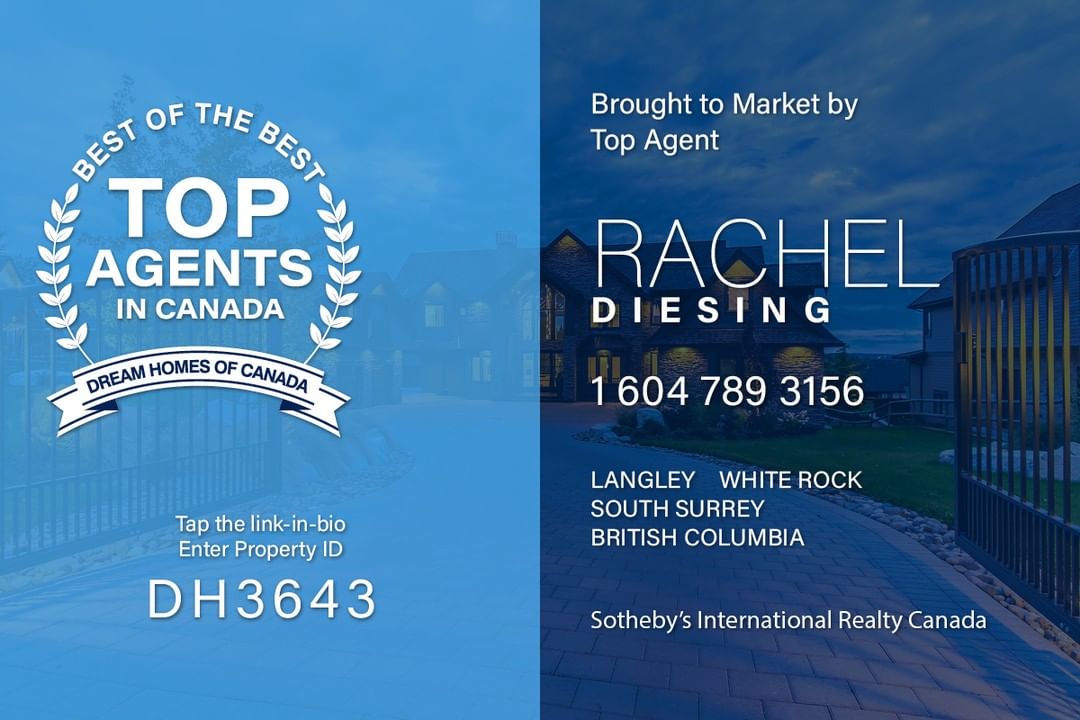 BEST OF THE BEST
TOP
AGENTS
IN CANADA
DREAM HOMES OF CANADA
Tap the link-in-bio
Enter Property ID
DH3643
Brought to Market by
Top Agent
RACHEL
DIESING
1 604 789 3156
LANGLEY WHITE ROCK
SOUTH SURREY
BRITISH COLUMBIA
Sotheby's International Realty Canada